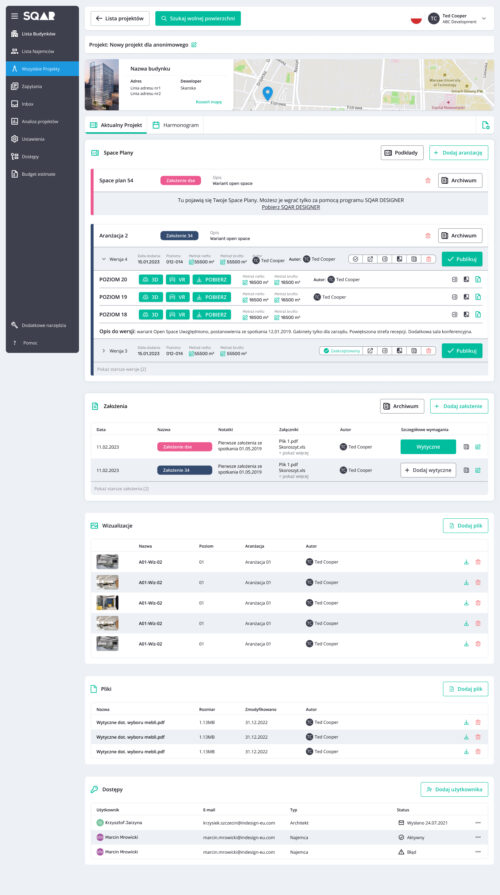 SQAR
Lista Budynków
Lista Najemców
Wszystkie Projekty
Zapytania
Inbox
Analiza projektów
Ustawienia
Dostępy
Budget estimate
Dodatkowe narzędzia
? Pomoc
← Lista projektów
Szukaj wolnej powierzchni
TC Ted Cooper
ABC Development
Projekt: Nowy projekt dla anonimowego
Nazwa budynku
Adres
Linia adresu nr1
Linia adresu nr2
Deweloper
Skanska
Rozwiń mapę
Aktualny Projekt
Harmonogram
Space Plany
Podkłady
+ Dodaj aranżację
Space plan 54
Założenie dse
Opis
Wariant open space
Archiwum
Tu pojawią się Twoje Space Plany. Możesz je wgrać tylko za pomocą programu SQAR DESIGNER
Pobierz SQAR DESIGNER
Aranżacja 2
Założenie 34
Opis
Wariant open space
Archiwum
Wersja 4
Data dodania
15.01.2023
Poziomy
012-014
Metraż netto
55500 m²
Metraż brutto
55500 m²
TC Ted Cooper
Autor: TC Ted Cooper
Publikuj
POZIOM 20
3D
VR
POBIERZ
Metraż netto
18500 m²
Metraż brutto
18500 m²
Autor: TC Ted Cooper
POZIOM 19
3D
VR
POBIERZ
Metraż netto
18500 m²
Metraż brutto
18500 m²
TC Ted Cooper
POZIOM 18
3D
VR
POBIERZ
Metraż netto
18500 m²
Metraż brutto
18500 m²
Opis do wersji: wariant Open Space Uwzględniono, postanowienia ze spotkania 12.01.2019. Gabinety tylko dla zarządu. Powiększona strefa recepcji. Dodatkowa sala konferencyjna.
Wersja 3
Data dodania
15.01.2023
Poziomy
012-014
Metraż netto
55500 m²
Metraż brutto
55500 m²
Zaakceptowany
Publikuj
Pokaż starsze wersje (2)
Założenia
Archiwum
+ Dodaj założenie
Data
Nazwa
Notatki
Załączniki
Autor
Szczegółowe wymagania
11.02.2023
Założenie dse
Pierwsze założenia ze
spotkania 01.05.2019
Plik 1.pdf
Skoroszyt.xls
+ pokaż więcej
TC Ted Cooper
Wytyczne
11.02.2023
Założenie 34
Pierwsze założenia ze
spotkania 01.05.2019
Plik 1.pdf
Skoroszyt.xls
+ pokaż więcej
TC Ted Cooper
+ Dodaj wytyczne
Pokaż starsze założenia (2)
Wizualizacje
Dodaj plik
Nazwa
Poziom
Aranżacja
Autor
A01-Wiz-02
01
Aranżacja 01
TC Ted Cooper
A01-Wiz-02
01
Aranżacja 01
TC Ted Cooper
A01-Wiz-02
01
Aranżacja 01
TC Ted Cooper
A01-Wiz-02
01
Aranżacja 01
TC Ted Cooper
A01-Wiz-02
01
Aranżacja 01
TC Ted Cooper
Pliki
Dodaj plik
Nazwa
Rozmiar
Zmodyfikowano
Autor
Wytyczne dot. wyboru mebli.pdf
1.13MB
31.12.2022
TC Ted Cooper
Wytyczne dot. wyboru mebli.pdf
1.13MB
31.12.2022
TC Ted Cooper
Wytyczne dot. wyboru mebli.pdf
1.13MB
31.12.2022
TC Ted Cooper
Dostępy
Dodaj użytkownika
Użytkownik
E-mail
Typ
Status
Krzysztof Jarzyna
krzysiek.szczecin@indesign-eu.com
Architekt
Wysłano 24.07.2021
Marcin Mrowicki
marcin.mrowicki@indesign-eu.com
Najemca
Aktywny
Marcin Mrowicki
marcin.mrowicki@indesign-eu.com
Najemca
Błąd